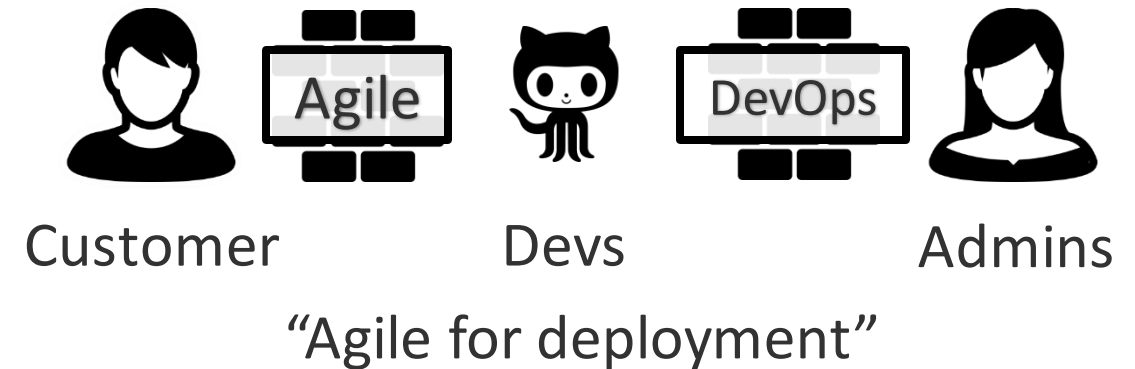 Agile DevOps
Customer Devs Admins
“Agile for deployment”